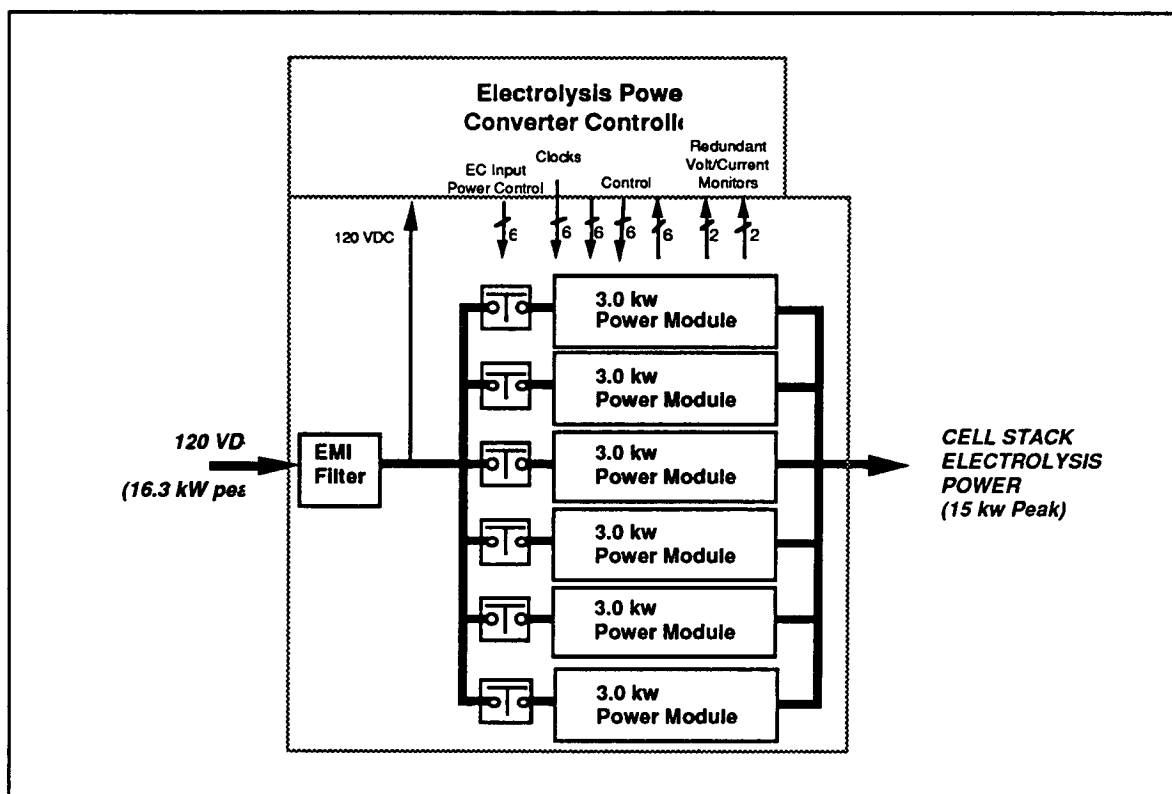 Electrolysis Powe
Converter Controlle
EC Input
Power Control
Clocks
Control
Redundant
Volt/Current
Monitors
120 VDC
6
6
6
6
6
2
2
3.0 kw
Power Module
3.0 kw
Power Module
3.0 kw
Power Module
3.0 kw
Power Module
3.0 kw
Power Module
3.0 kw
Power Module
120 VD
(16.3 kW pea
EMI
Filter
CELL STACK
ELECTROLYSIS
POWER
(15 kw Peak)